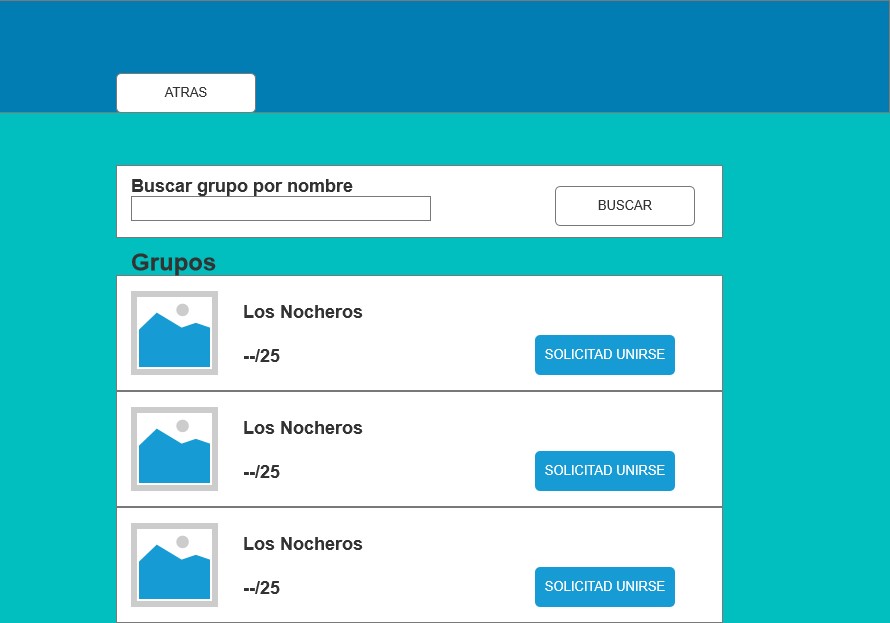 ATRAS
Buscar grupo por nombre
BUSCAR
Grupos
Los Nocheros
--/25
SOLICITAD UNIRSE
Los Nocheros
--/25
SOLICITAD UNIRSE
Los Nocheros
--/25
SOLICITAD UNIRSE